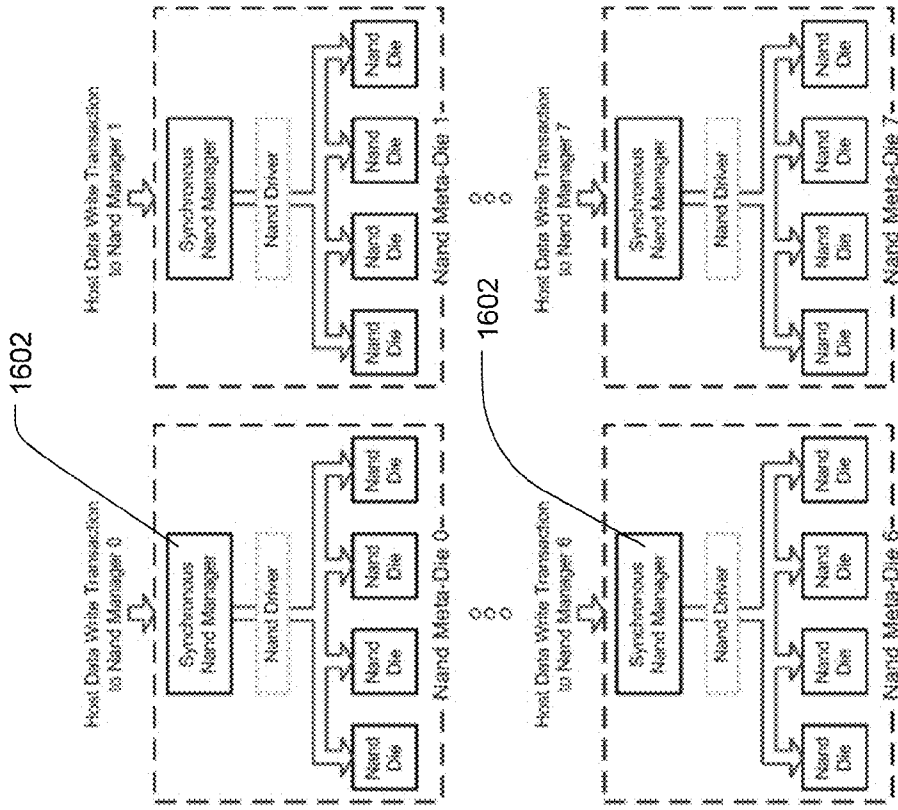 1602
Host Data Write Transaction
to Nand Manager 0
Synchronous
Nand Manager
Nand Driver
Nand
Die
Nand
Die
Nand
Die
Nand
Die
Nand Meta-Die 0
Host Data Write Transaction
to Nand Manager 1
Synchronous
Nand Manager
Nand Driver
Nand
Die
Nand
Die
Nand
Die
Nand
Die
Nand Meta-Die 1
1602
Host Data Write Transaction
to Nand Manager 6
Synchronous
Nand Manager
Nand Driver
Nand
Die
Nand
Die
Nand
Die
Nand
Die
Nand Meta-Die 6
Host Data Write Transaction
to Nand Manager 7
Synchronous
Nand Manager
Nand Driver
Nand
Die
Nand
Die
Nand
Die
Nand
Die
Nand Meta-Die 7